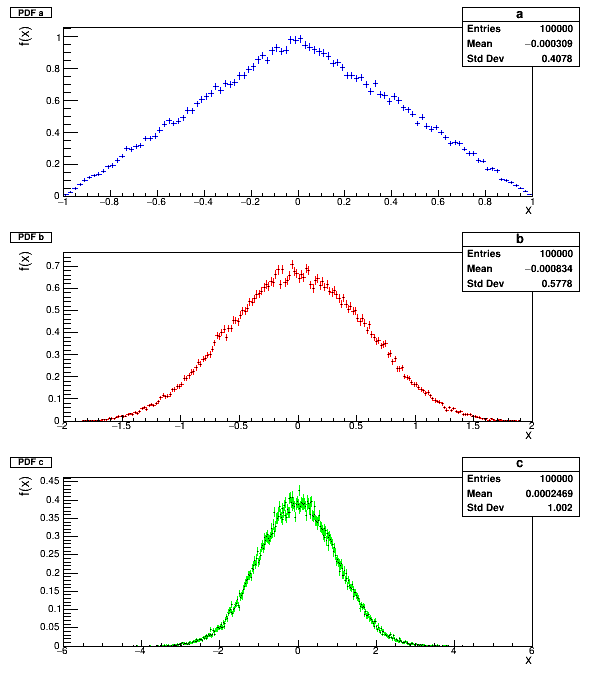 PDF a
a
Entries 100000
Mean −0.000309
Std Dev 0.4078
f(x)
1
0.8
0.6
0.4
0.2
0
−1 −0.8 −0.6 −0.4 −0.2 0 0.2 0.4 0.6 0.8 1
x
PDF b
b
Entries 100000
Mean −0.000834
Std Dev 0.5778
f(x)
0.7
0.6
0.5
0.4
0.3
0.2
0.1
0
−2 −1.5 −1 −0.5 0 0.5 1 1.5 2
x
PDF c
c
Entries 100000
Mean 0.0002469
Std Dev 1.002
f(x)
0.45
0.4
0.35
0.3
0.25
0.2
0.15
0.1
0.05
0
−6 −4 −2 0 2 4 6
x